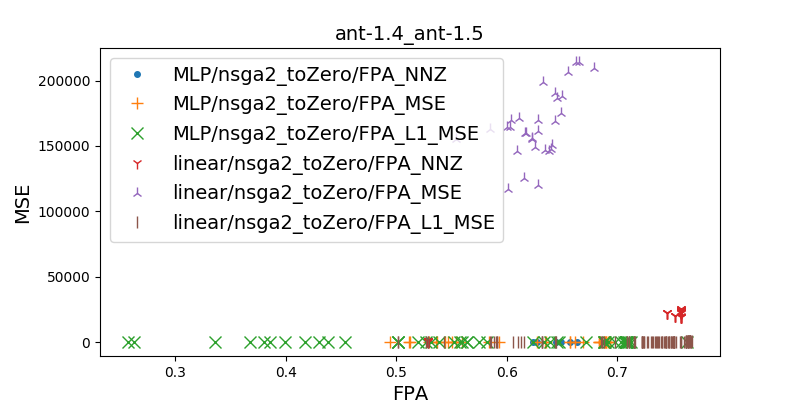 ant-1.4_ant-1.5
MLP/nsga2_toZero/FPA_NNZ
MLP/nsga2_toZero/FPA_MSE
MLP/nsga2_toZero/FPA_L1_MSE
linear/nsga2_toZero/FPA_NNZ
linear/nsga2_toZero/FPA_MSE
linear/nsga2_toZero/FPA_L1_MSE
MSE
200000
150000
100000
50000
0
0.3 0.4 0.5 0.6 0.7
FPA